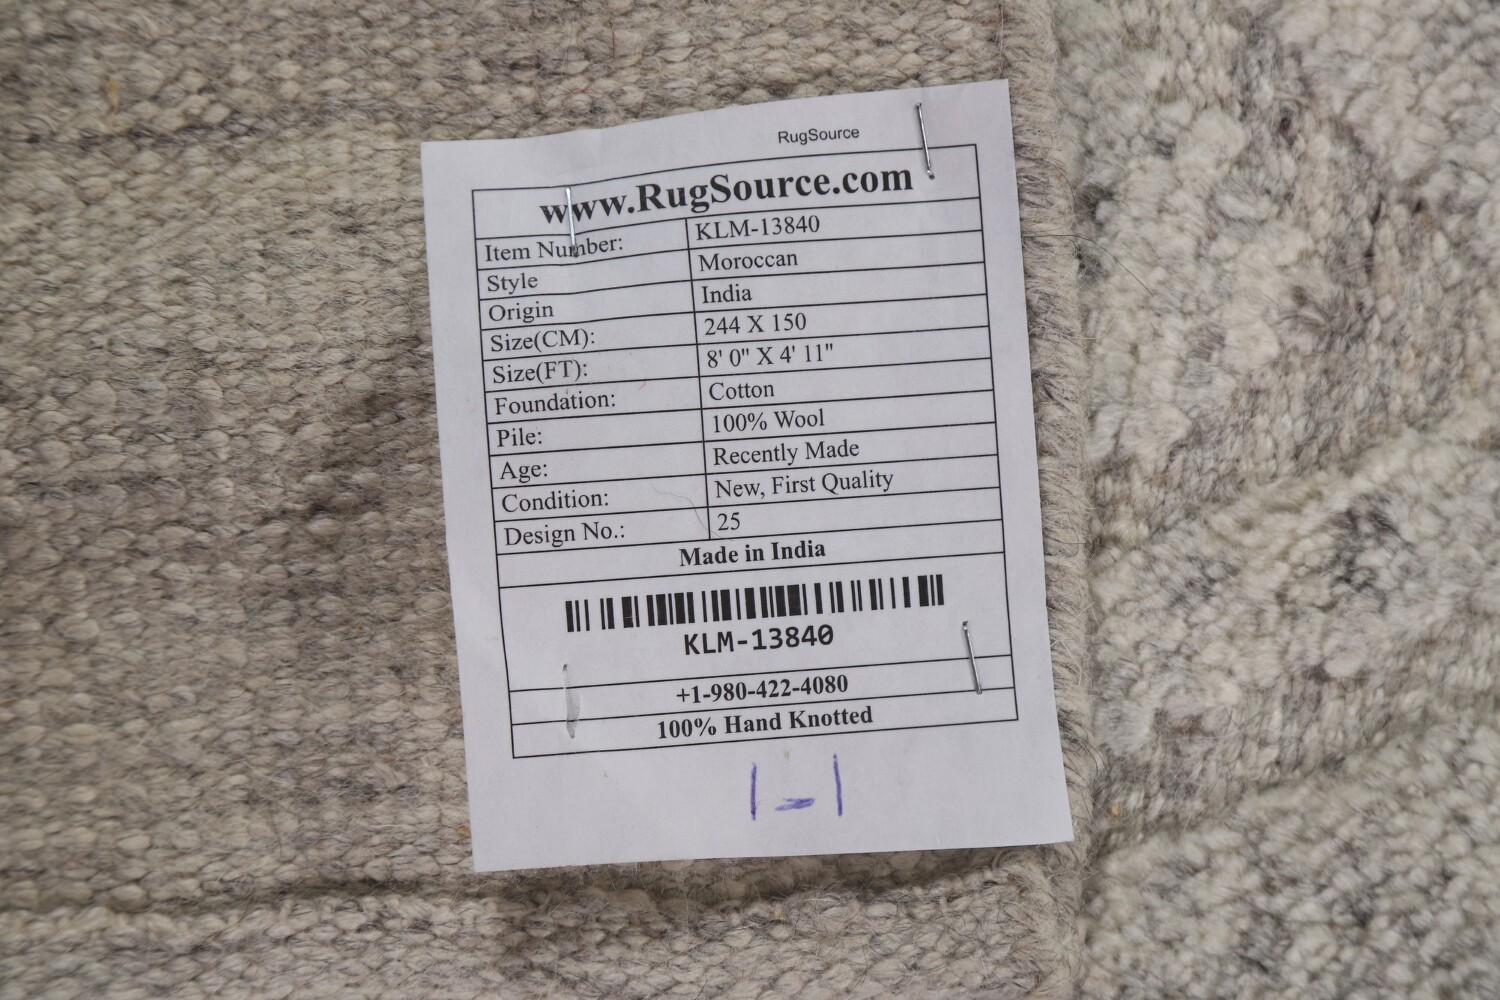 RugSource
www.RugSource.com
Item Number: KLM-13840
Style Moroccan
Origin India
Size(CM): 244 X 150
Size(FT): 8' 0" X 4' 11"
Foundation: Cotton
Pile: 100% Wool
Age: Recently Made
Condition: New, First Quality
Design No.: 25
Made in India
KLM-13840
+1-980-422-4080
100% Hand Knotted
1-1